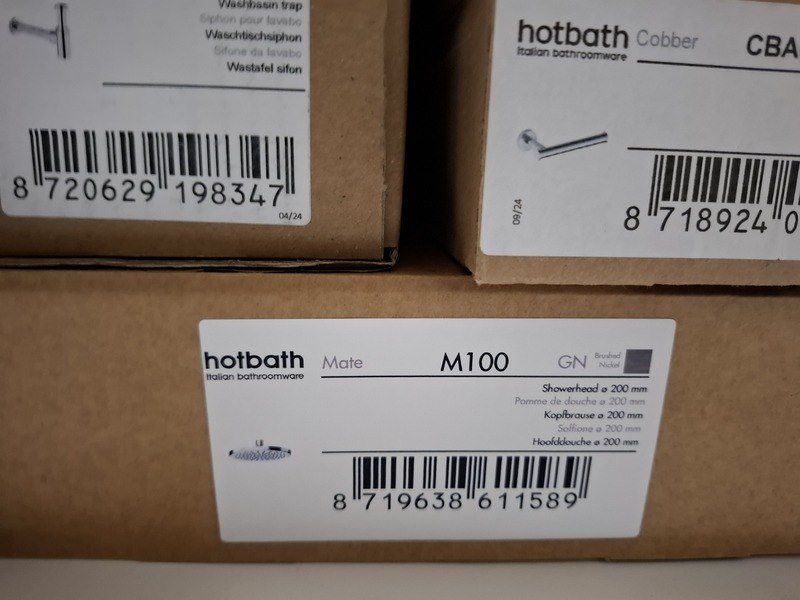 Washbasin trap
Siphon pour lavabo
Waschtischsiphon
Sifone da lavabo
Wastafel sifon
8 720629 198347
04/24
hotbath Cobber CBA
Italian bathroomware
09/24
8 718924 0
hotbath Mate M100 GN Brushed Nickel
Italian bathroomware
Showerhead ø 200 mm
Pomme de douche ø 200 mm
Kopfbrause ø 200 mm
Soffione ø 200 mm
Hoofddouche ø 200 mm
8 719638 611589